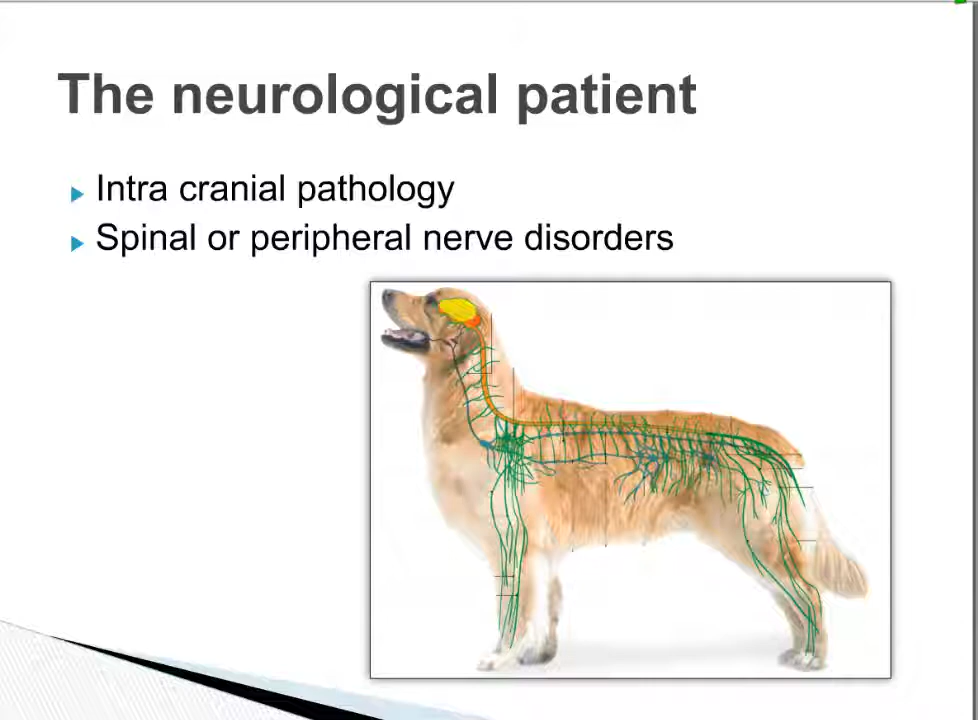 The neurological patient
Intra cranial pathology
Spinal or peripheral nerve disorders